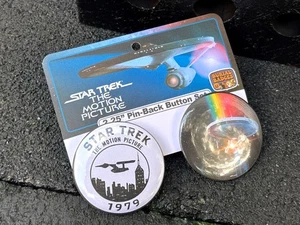 STAR TREK
THE
MOTION
PICTURE
2.25" Pin-Back Button Set
STAR TREK
THE MOTION PICTURE
1979